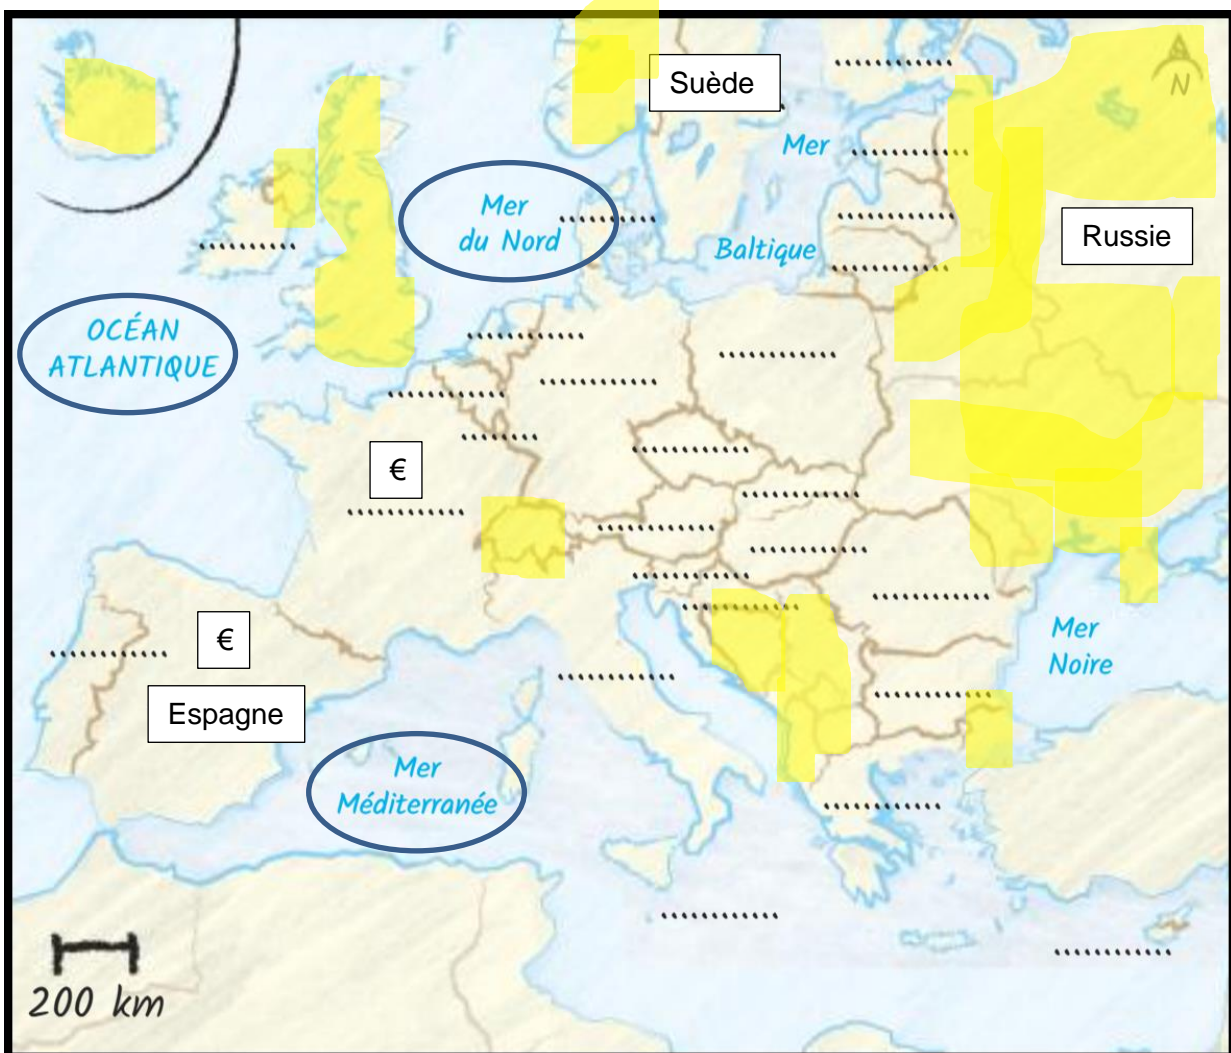 Suède
N
Mer
Baltique
Mer
du Nord
Russie
OCÉAN
ATLANTIQUE
€
€
Espagne
Mer
Noire
Mer
Méditerranée
200 km